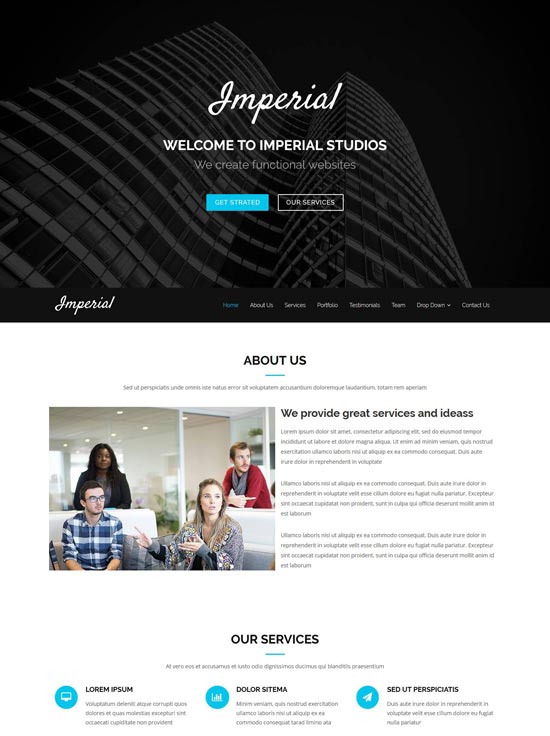 Imperial
WELCOME TO IMPERIAL STUDIOS
We create functional websites
GET STRATED
OUR SERVICES
Imperial
Home About Us Services Portfolio Testimonials Team Drop Down Contact Us
ABOUT US
Sed ut perspiciatis unde omnis iste natus error sit voluptatem accusantium doloremque laudantium, totam rem aperiam
We provide great services and ideass
Lorem ipsum dolor sit amet, consectetur adipiscing elit, sed do eiusmod tempor
incididunt ut labore et dolore magna aliqua. Ut enim ad minim veniam, quis nostrud
exercitation ullamco laboris nisi ut aliquip ex ea commodo consequat. Duis aute
irure dolor in reprehenderit in voluptate
Ullamco laboris nisi ut aliquip ex ea commodo consequat. Duis aute irure dolor in
reprehenderit in voluptate velit esse cillum dolore eu fugiat nulla pariatur. Excepteur
sint occaecat cupidatat non proident, sunt in culpa qui officia deserunt mollit anim id
est laborum
Ullamco laboris nisi ut aliquip ex ea commodo consequat. Duis aute irure dolor in
reprehenderit in voluptate velit esse cillum dolore eu fugiat nulla pariatur. Excepteur
sint occaecat cupidatat non proident, sunt in culpa qui officia deserunt mollit anim id
est laborum
OUR SERVICES
At vero eos et accusamus et iusto odio dignissimos ducimus qui blanditiis praesentium
LOREM IPSUM
Voluptatum deleniti atque corrupti quos
dolores et quas molestias excepturi sint
occaecati cupiditate non provident
DOLOR SITEMA
Minim veniam, quis nostrud exercitation
ullamco laboris nisi ut aliquip ex ea
commodo consequat tarad limino ata
SED UT PERSPICIATIS
Duis aute irure dolor in reprehenderit in
voluptate velit esse cillum dolore eu fugiat
nulla pariatur